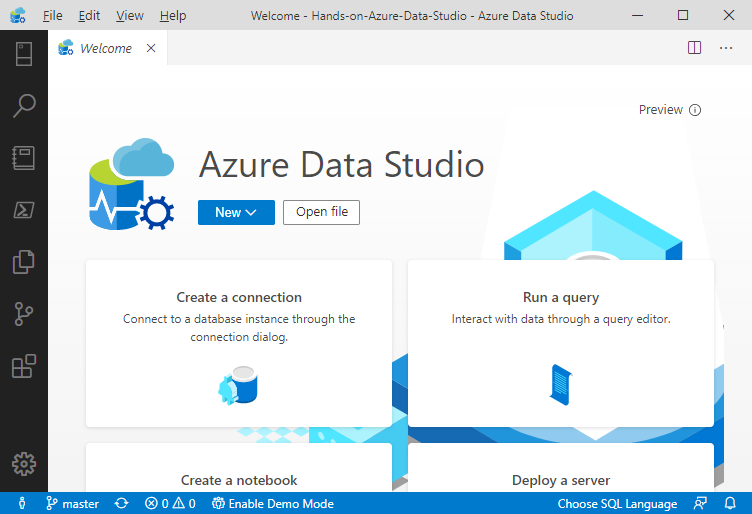 File Edit View Help Welcome - Hands-on-Azure-Data-Studio - Azure Data Studio
Welcome
Preview
Azure Data Studio
New Open file
Create a connection
Connect to a database instance through the
connection dialog.
Run a query
Interact with data through a query editor.
Create a notebook
Deploy a server
master 0 0 Enable Demo Mode Choose SQL Language